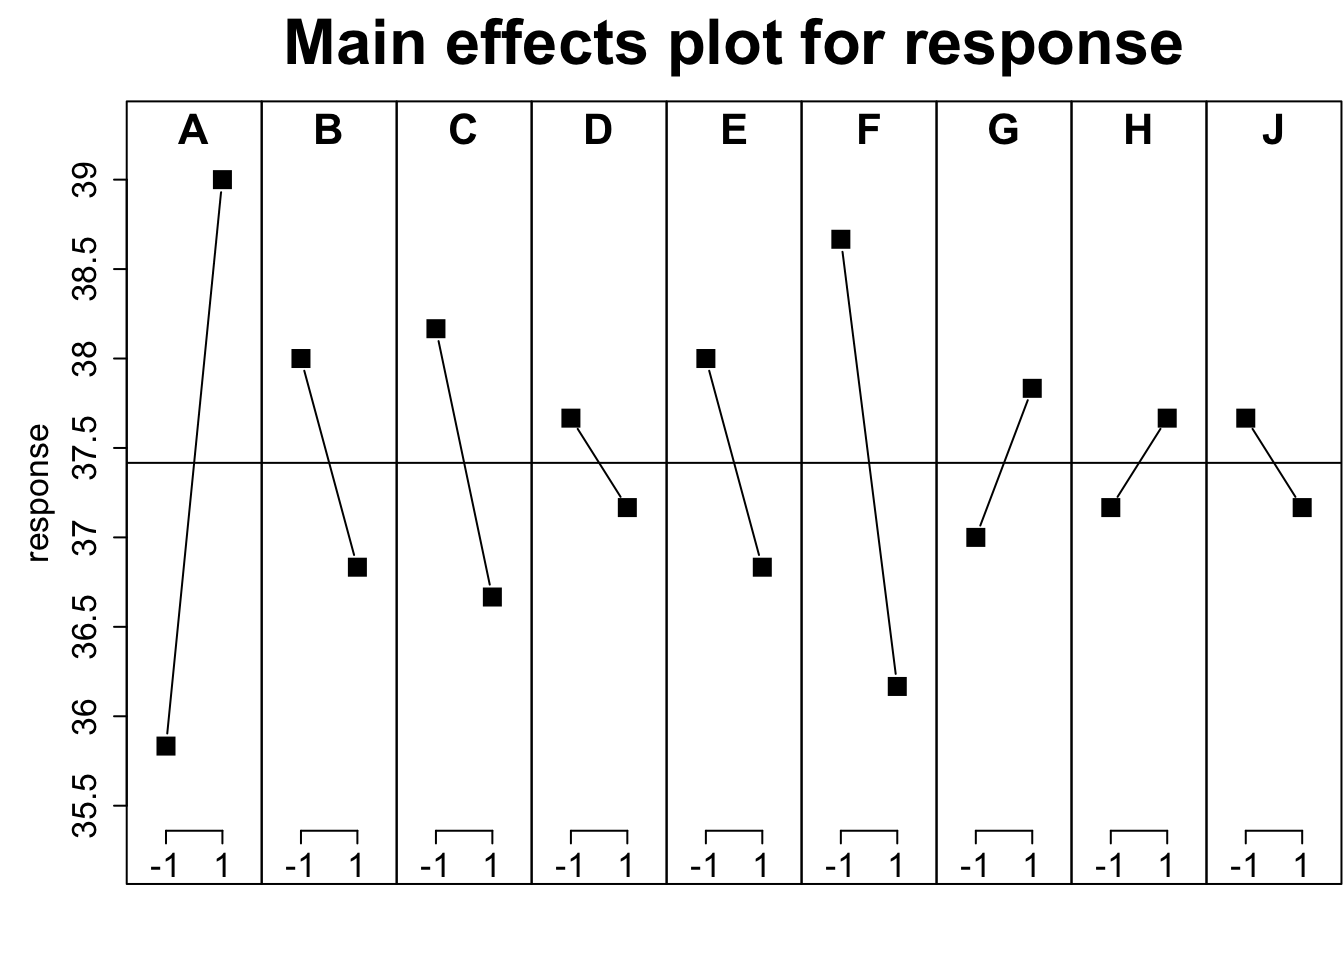 Main effects plot for response
A B C D E F G H J
39
38.5
38
37.5
37
36.5
36
35.5
response
-1 1 -1 1 -1 1 -1 1 -1 1 -1 1 -1 1 -1 1 -1 1